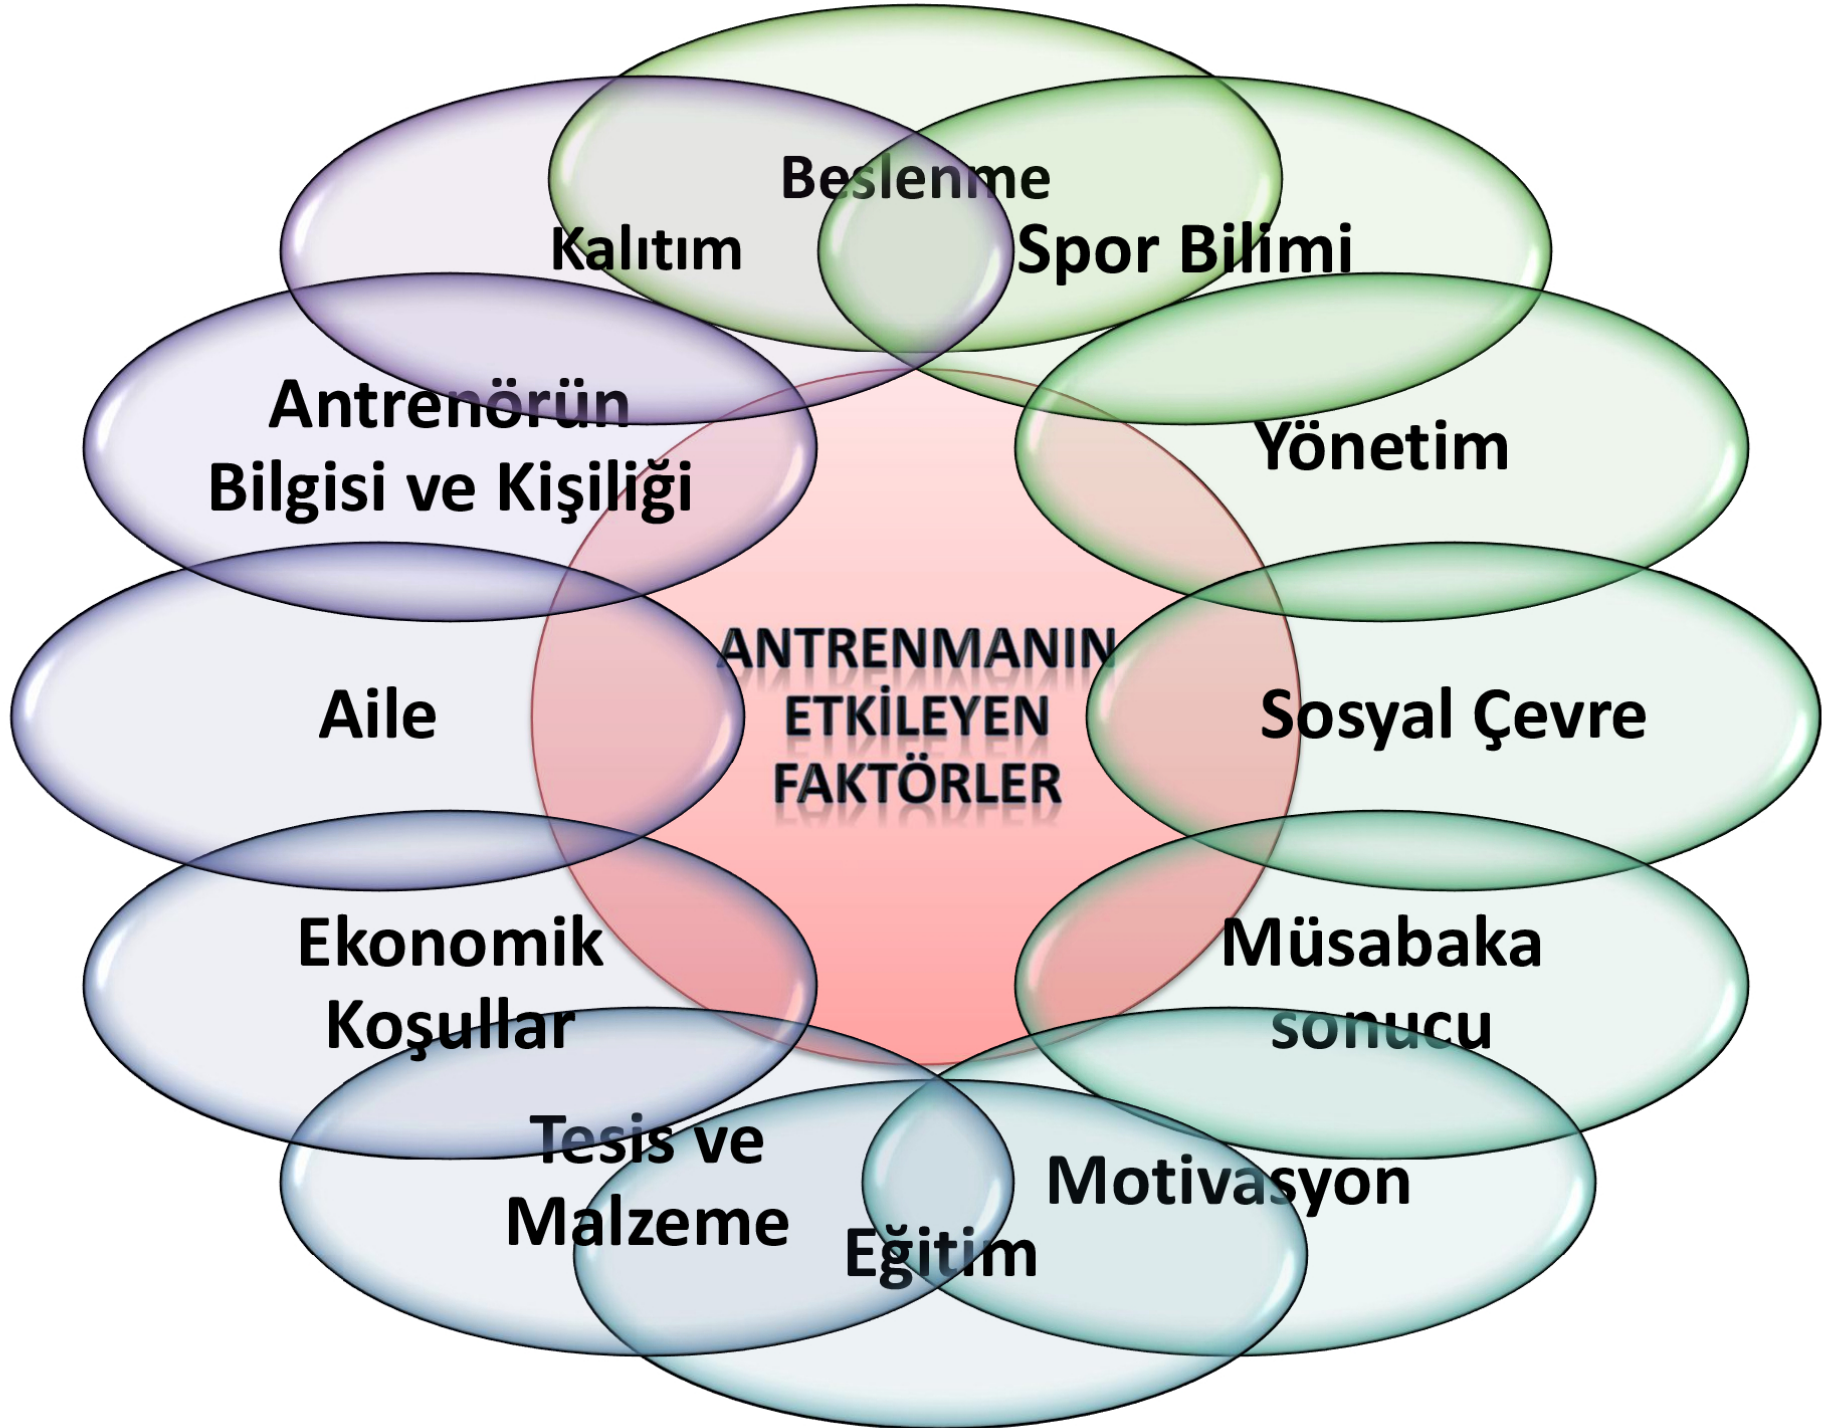 Beslenme
Spor Bilimi
Yönetim
Sosyal Çevre
Müsabaka
sonucu
Motivasyon
Eğitim
Tesis ve
Malzeme
Ekonomik
Koşullar
Aile
Antrenörün
Bilgisi ve Kişiliği
Kalıtım
ANTRENMANIN
ETKİLEYEN
FAKTÖRLER